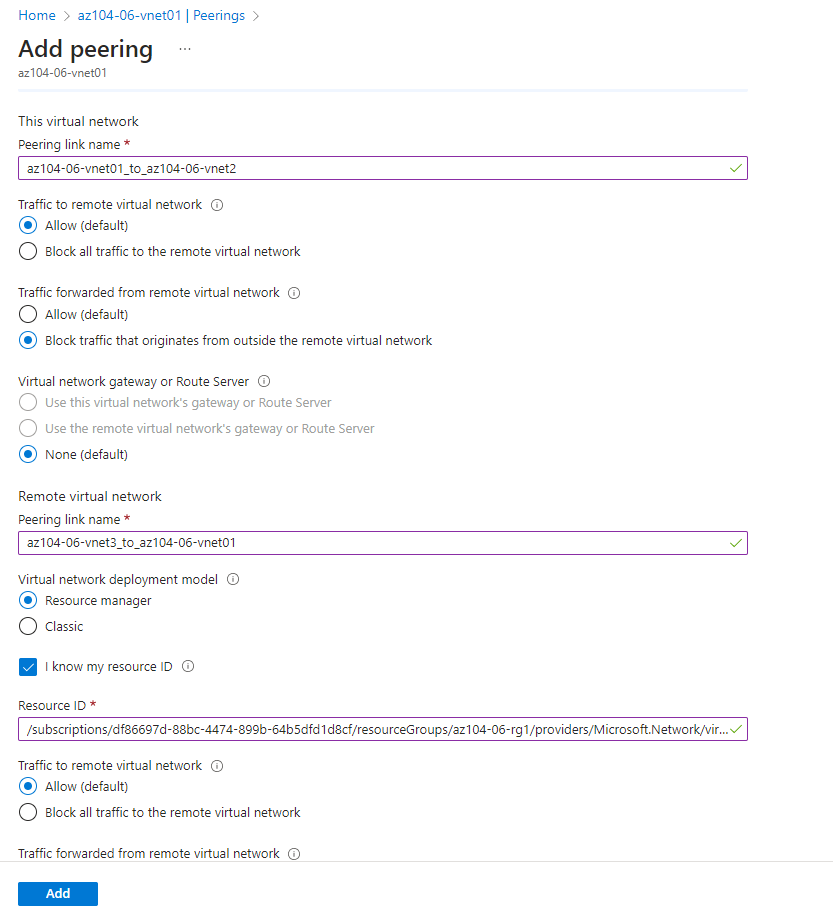 Home > az104-06-vnet01 | Peerings >
Add peering ...
az104-06-vnet01
This virtual network
Peering link name *
az104-06-vnet01_to_az104-06-vnet2
Traffic to remote virtual network
Allow (default)
Block all traffic to the remote virtual network
Traffic forwarded from remote virtual network
Allow (default)
Block traffic that originates from outside the remote virtual network
Virtual network gateway or Route Server
Use this virtual network's gateway or Route Server
Use the remote virtual network's gateway or Route Server
None (default)
Remote virtual network
Peering link name *
az104-06-vnet3_to_az104-06-vnet01
Virtual network deployment model
Resource manager
Classic
I know my resource ID
Resource ID *
/subscriptions/df86697d-88bc-4474-899b-64b5dfd1d8cf/resourceGroups/az104-06-rg1/providers/Microsoft.Network/vir...
Traffic to remote virtual network
Allow (default)
Block all traffic to the remote virtual network
Traffic forwarded from remote virtual network
Add